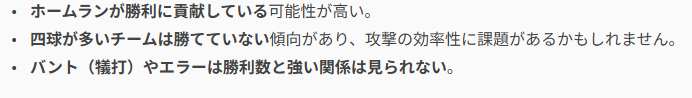 • ホームランが勝利に貢献している可能性が高い。
• 四球が多いチームは勝てていない傾向があり、攻撃の効率性に課題があるかもしれません。
• バント（犠打）やエラーは勝利数と強い関係は見られない。